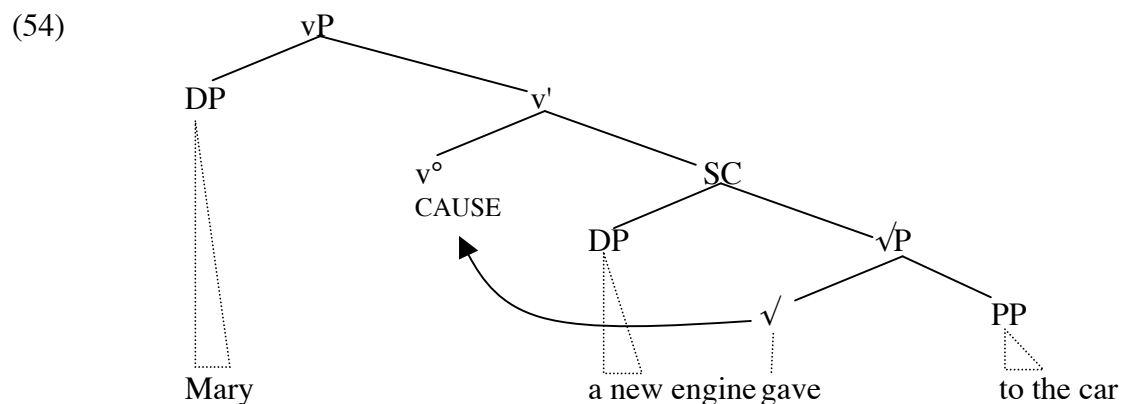 (54) vP
DP v'
v° SC
CAUSE
DP √P
√ PP
Mary a new engine gave to the car